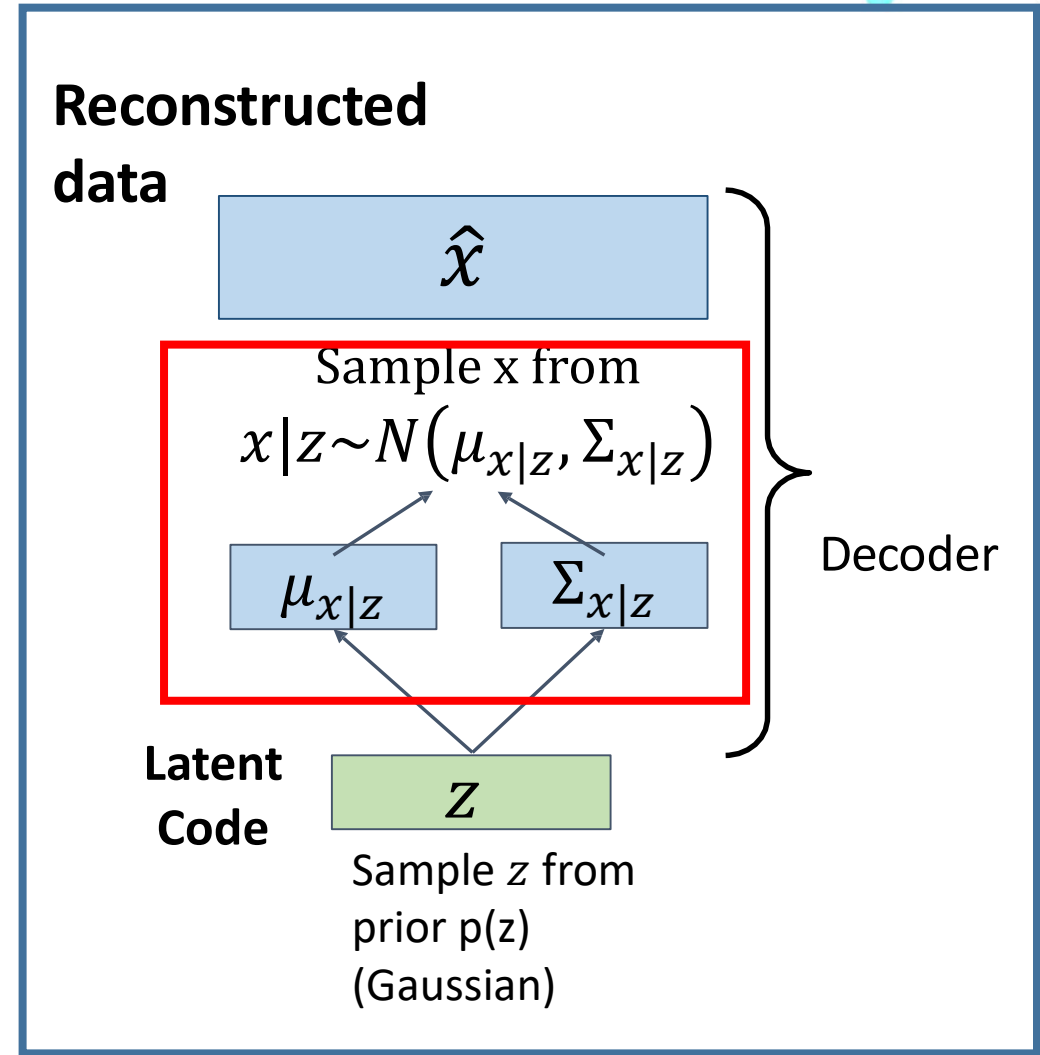 Reconstructed
data
x̂
Sample x from
x|z~N(μx|z, Σx|z)
μx|z
Σx|z
Decoder
Latent
Code
z
Sample z from
prior p(z)
(Gaussian)